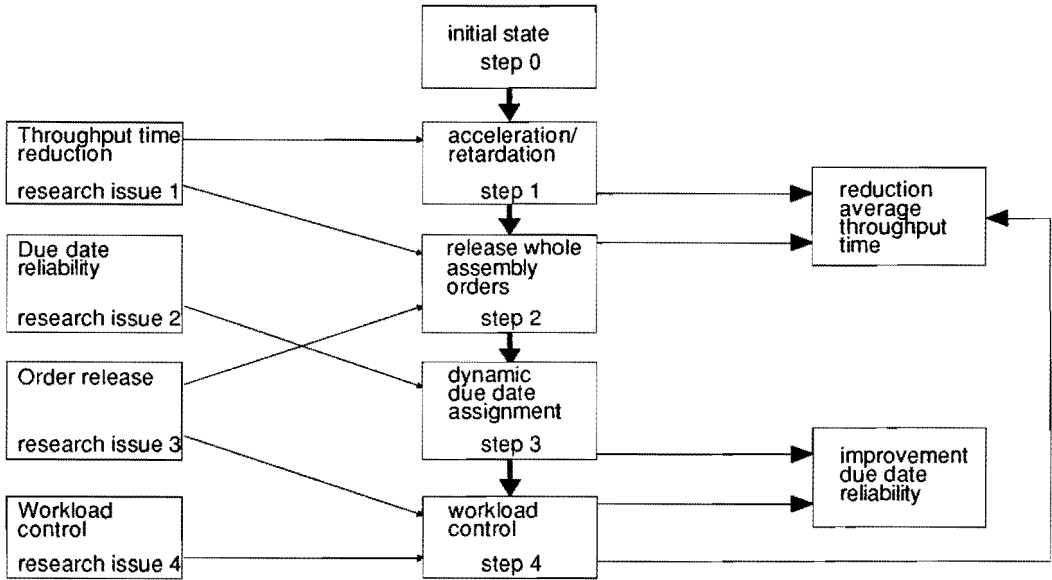 initial state
step 0
Throughput time
reduction
research issue 1
acceleration/
retardation
step 1
reduction
average
throughput
time
Due date
reliability
research issue 2
release whole
assembly
orders
step 2
Order release
research issue 3
dynamic
due date
assignment
step 3
improvement
due date
reliability
Workload
control
research issue 4
workload
control
step 4